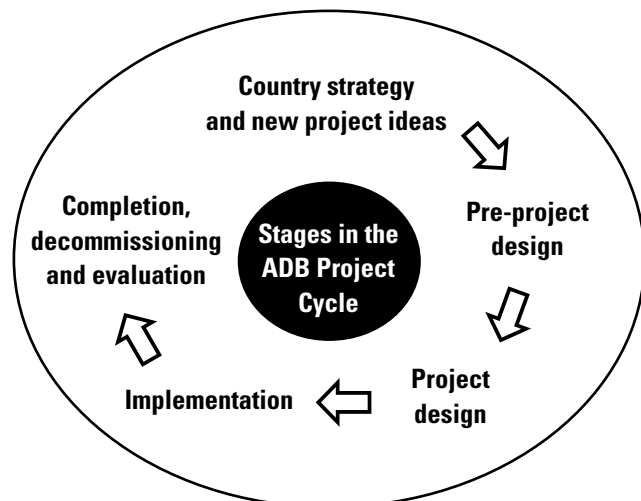 Country strategy
and new project ideas
Pre-project
design
Project
design
Implementation
Completion,
decommissioning
and evaluation
Stages in the
ADB Project
Cycle